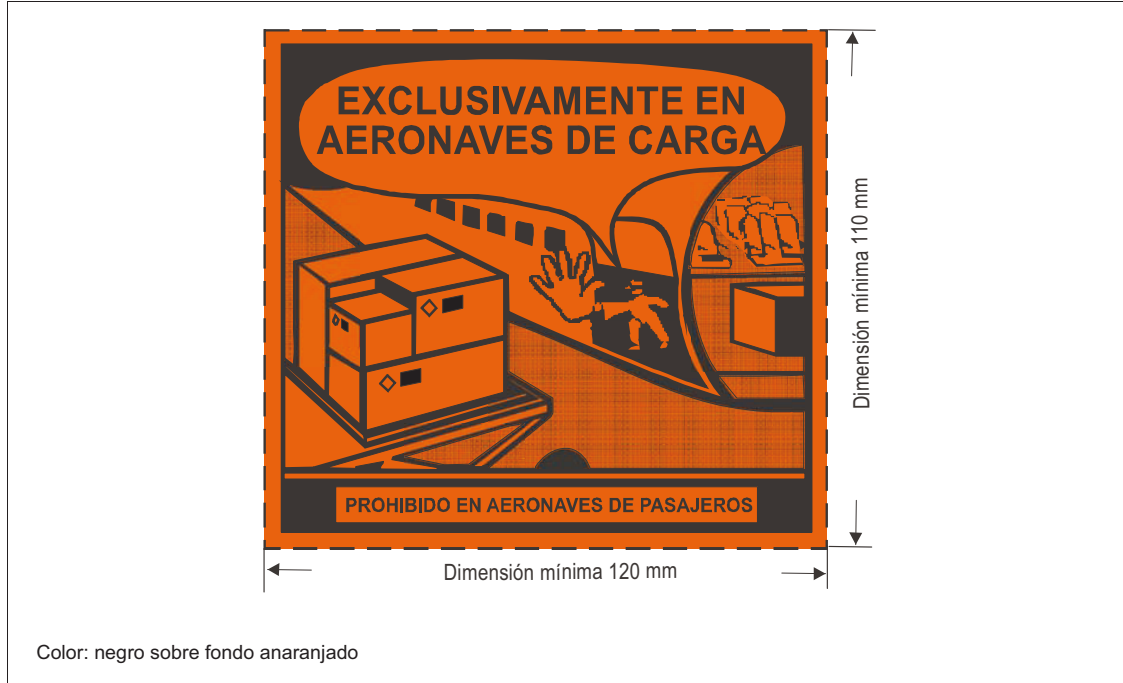 EXCLUSIVAMENTE EN
AERONAVES DE CARGA
PROHIBIDO EN AERONAVES DE PASAJEROS
Dimensión mínima 110 mm
Dimensión mínima 120 mm
Color: negro sobre fondo anaranjado